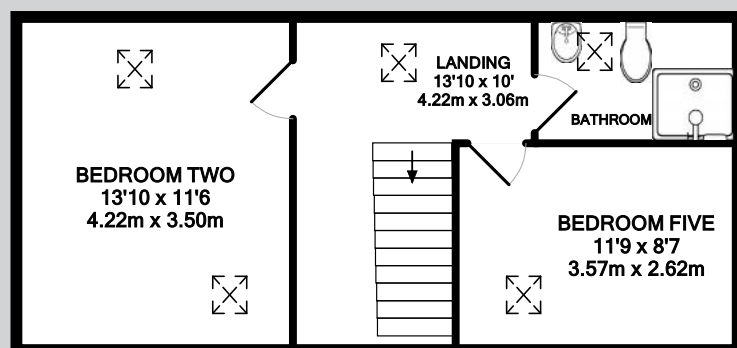 LANDING
13'10 x 10'
4.22m x 3.06m
BATHROOM
BEDROOM TWO
13'10 x 11'6
4.22m x 3.50m
BEDROOM FIVE
11'9 x 8'7
3.57m x 2.62m